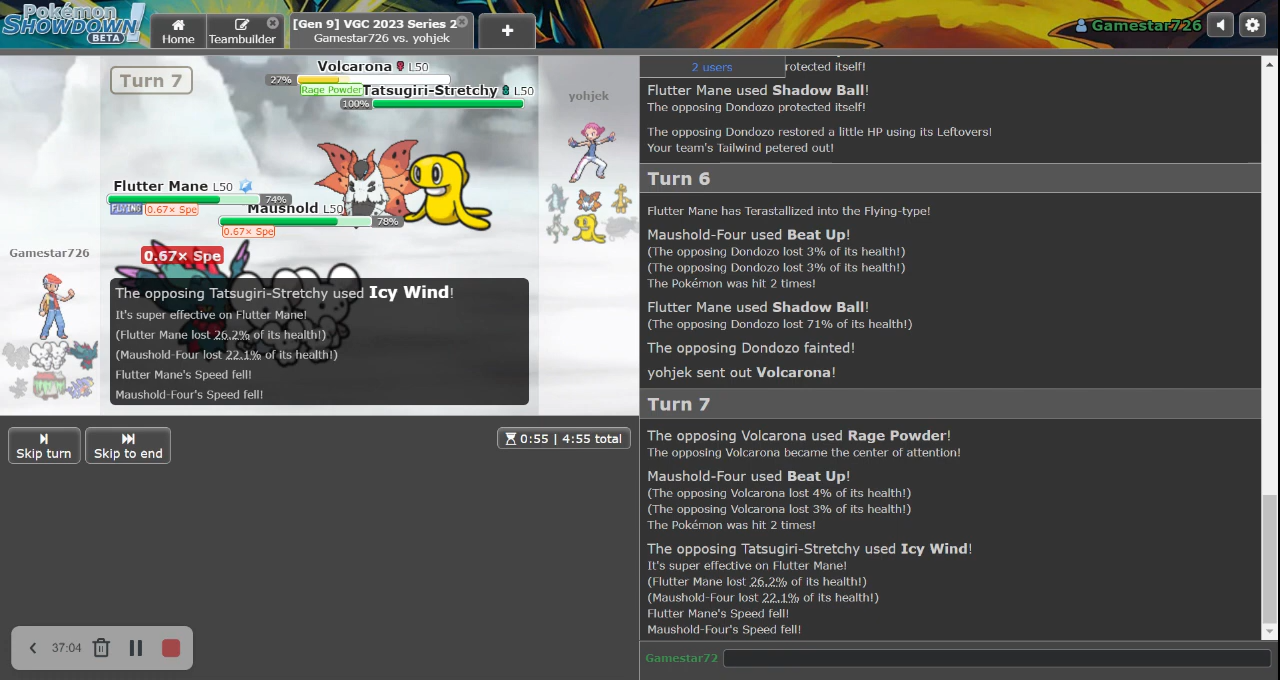 Pokémon
SHOWDOWN!
BETA
Home
Teambuilder
[Gen 9] VGC 2023 Series 2
Gamestar726 vs. yohjek
+
Gamestar726
Turn 7
Volcarona L50
27%
Rage Powder
Tatsugiri-Stretchy L50
100%
yohjek
Flutter Mane L50
74%
FLYING 0.67× Spe
Maushold L50
78%
0.67× Spe
Gamestar726
0.67× Spe
The opposing Tatsugiri-Stretchy used Icy Wind!
It's super effective on Flutter Mane!
(Flutter Mane lost 26.2% of its health!)
(Maushold-Four lost 22.1% of its health!)
Flutter Mane's Speed fell!
Maushold-Four's Speed fell!
Skip turn
Skip to end
0:55 | 4:55 total
37:04
2 users
rotected itself!
Flutter Mane used Shadow Ball!
The opposing Dondozo protected itself!
The opposing Dondozo restored a little HP using its Leftovers!
Your team's Tailwind petered out!
Turn 6
Flutter Mane has Terastallized into the Flying-type!
Maushold-Four used Beat Up!
(The opposing Dondozo lost 3% of its health!)
(The opposing Dondozo lost 3% of its health!)
The Pokémon was hit 2 times!
Flutter Mane used Shadow Ball!
(The opposing Dondozo lost 71% of its health!)
The opposing Dondozo fainted!
yohjek sent out Volcarona!
Turn 7
The opposing Volcarona used Rage Powder!
The opposing Volcarona became the center of attention!
Maushold-Four used Beat Up!
(The opposing Volcarona lost 4% of its health!)
(The opposing Volcarona lost 3% of its health!)
The Pokémon was hit 2 times!
The opposing Tatsugiri-Stretchy used Icy Wind!
It's super effective on Flutter Mane!
(Flutter Mane lost 26.2% of its health!)
(Maushold-Four lost 22.1% of its health!)
Flutter Mane's Speed fell!
Maushold-Four's Speed fell!
Gamestar72